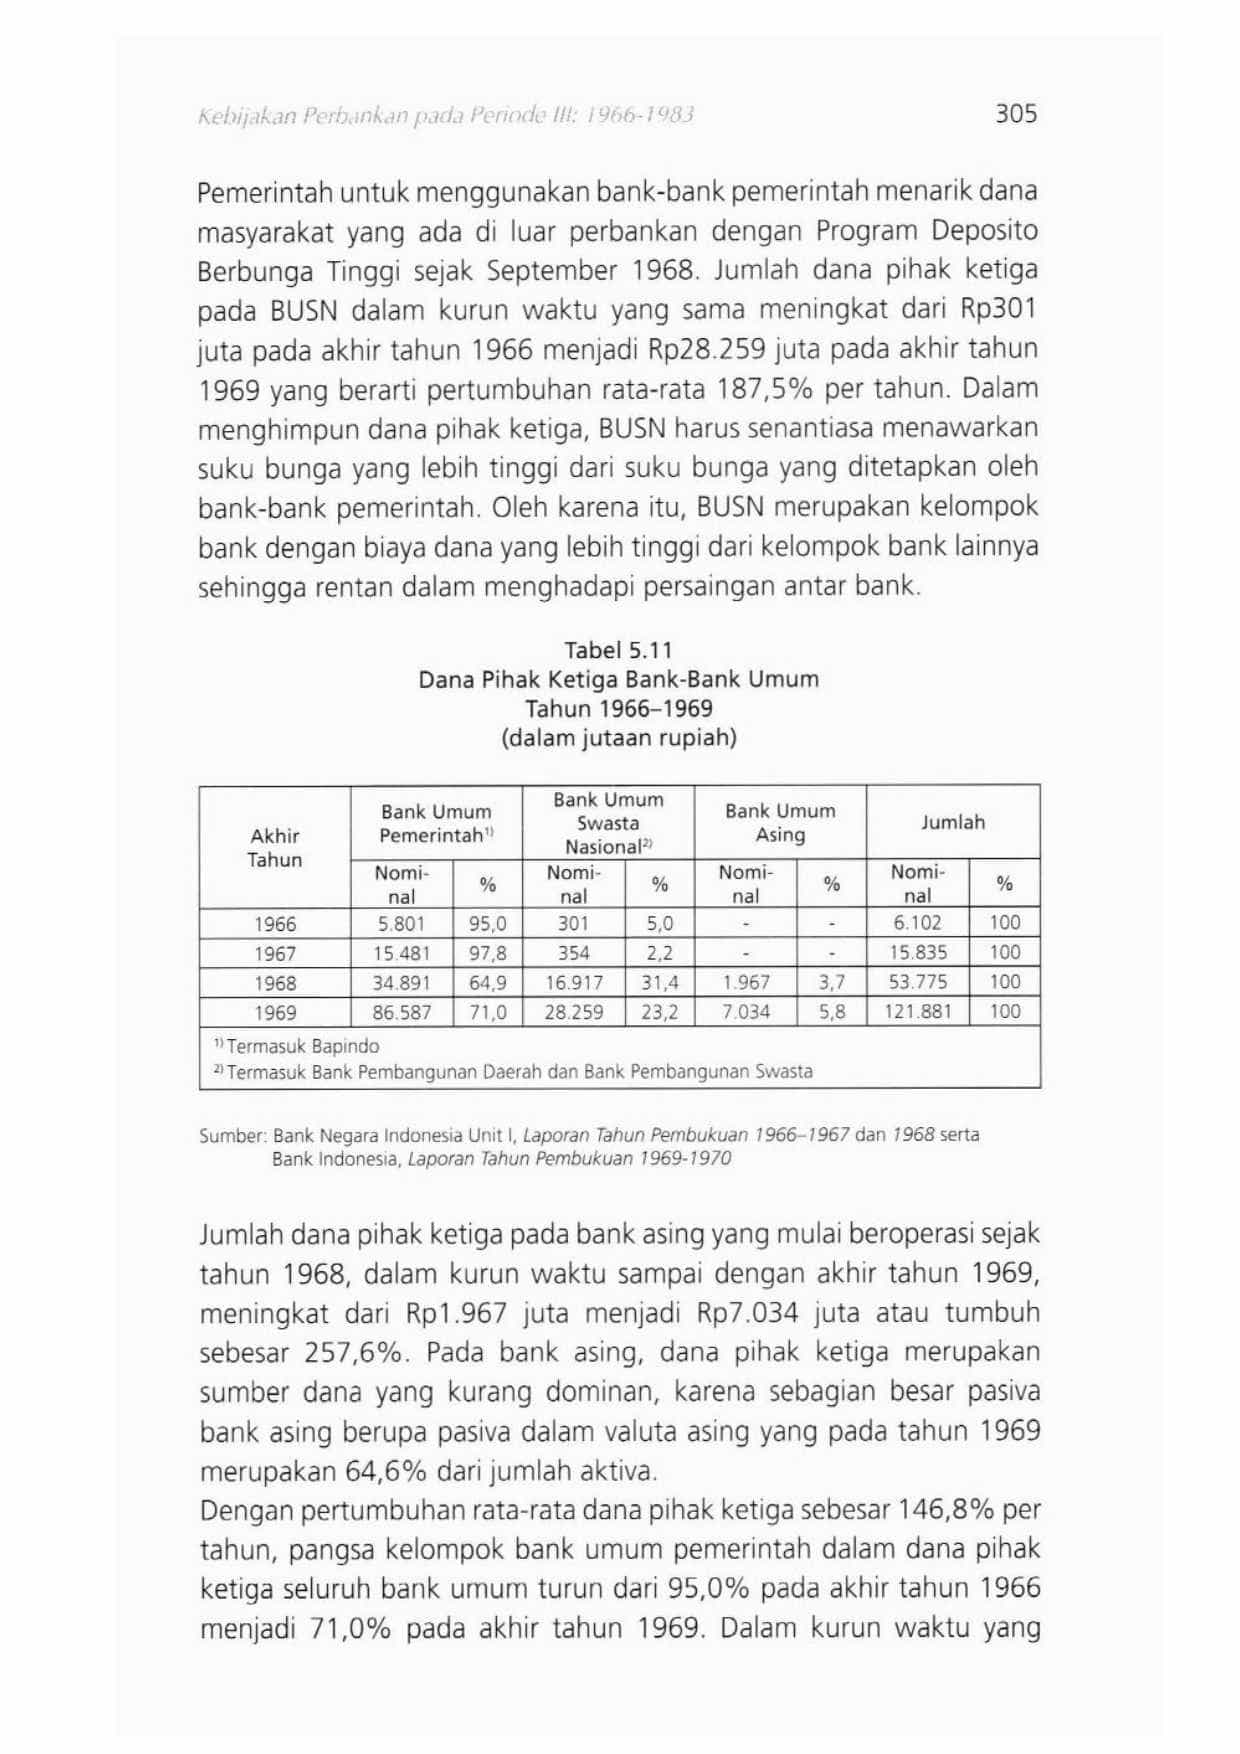 Kebijakan Perbankan pada Periode III: 1966-1983 305
Pemerintah untuk menggunakan bank-bank pemerintah menarik dana
masyarakat yang ada di luar perbankan dengan Program Deposito
Berbunga Tinggi sejak September 1968. Jumlah dana pihak ketiga
pada BUSN dalam kurun waktu yang sama meningkat dari Rp301
juta pada akhir tahun 1966 menjadi Rp28.259 juta pada akhir tahun
1969 yang berarti pertumbuhan rata-rata 187,5% per tahun. Dalam
menghimpun dana pihak ketiga, BUSN harus senantiasa menawarkan
suku bunga yang lebih tinggi dari suku bunga yang ditetapkan oleh
bank-bank pemerintah. Oleh karena itu, BUSN merupakan kelompok
bank dengan biaya dana yang lebih tinggi dari kelompok bank lainnya
sehingga rentan dalam menghadapi persaingan antar bank.
Tabel 5.11
Dana Pihak Ketiga Bank-Bank Umum
Tahun 1966–1969
(dalam jutaan rupiah)
Akhir Tahun Bank Umum Pemerintah¹⁾ Bank Umum Swasta Nasional²⁾ Bank Umum Asing Jumlah
Nomi-nal % Nomi-nal % Nomi-nal % Nomi-nal %
1966 5.801 95,0 301 5,0 - - 6.102 100
1967 15.481 97,8 354 2,2 - - 15.835 100
1968 34.891 64,9 16.917 31,4 1.967 3,7 53.775 100
1969 86.587 71,0 28.259 23,2 7.034 5,8 121.881 100
¹⁾ Termasuk Bapindo
²⁾ Termasuk Bank Pembangunan Daerah dan Bank Pembangunan Swasta
Sumber: Bank Negara Indonesia Unit I, Laporan Tahun Pembukuan 1966–1967 dan 1968 serta
Bank Indonesia, Laporan Tahun Pembukuan 1969-1970
Jumlah dana pihak ketiga pada bank asing yang mulai beroperasi sejak
tahun 1968, dalam kurun waktu sampai dengan akhir tahun 1969,
meningkat dari Rp1.967 juta menjadi Rp7.034 juta atau tumbuh
sebesar 257,6%. Pada bank asing, dana pihak ketiga merupakan
sumber dana yang kurang dominan, karena sebagian besar pasiva
bank asing berupa pasiva dalam valuta asing yang pada tahun 1969
merupakan 64,6% dari jumlah aktiva.
Dengan pertumbuhan rata-rata dana pihak ketiga sebesar 146,8% per
tahun, pangsa kelompok bank umum pemerintah dalam dana pihak
ketiga seluruh bank umum turun dari 95,0% pada akhir tahun 1966
menjadi 71,0% pada akhir tahun 1969. Dalam kurun waktu yang